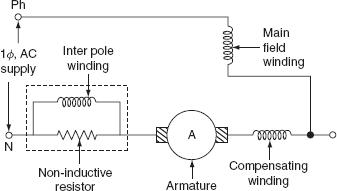 Ph
Main
field
winding
Inter pole
winding
1ϕ, AC
supply
A
N
Non-inductive
resistor
Armature
Compensating
winding